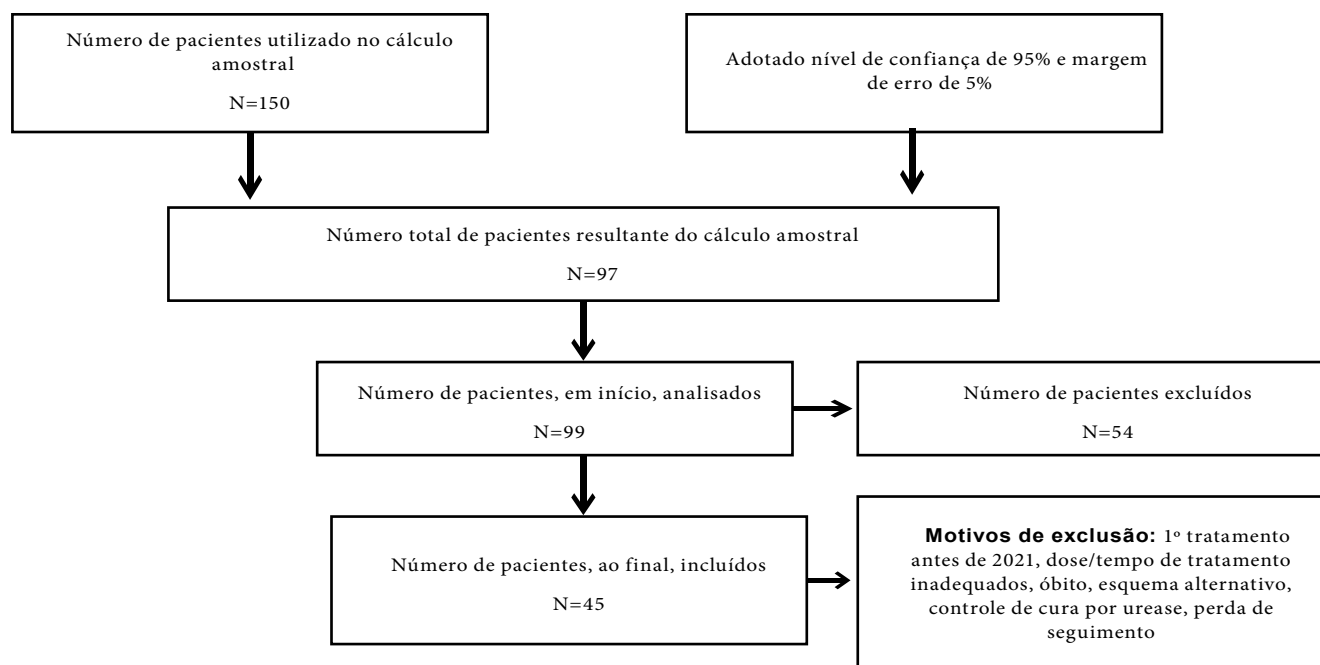 Número de pacientes utilizado no cálculo
amostral
N=150
Adotado nível de confiança de 95% e margem
de erro de 5%
Número total de pacientes resultante do cálculo amostral
N=97
Número de pacientes, em início, analisados
N=99
Número de pacientes excluídos
N=54
Número de pacientes, ao final, incluídos
N=45
Motivos de exclusão: 1º tratamento
antes de 2021, dose/tempo de tratamento
inadequados, óbito, esquema alternativo,
controle de cura por urease, perda de
seguimento